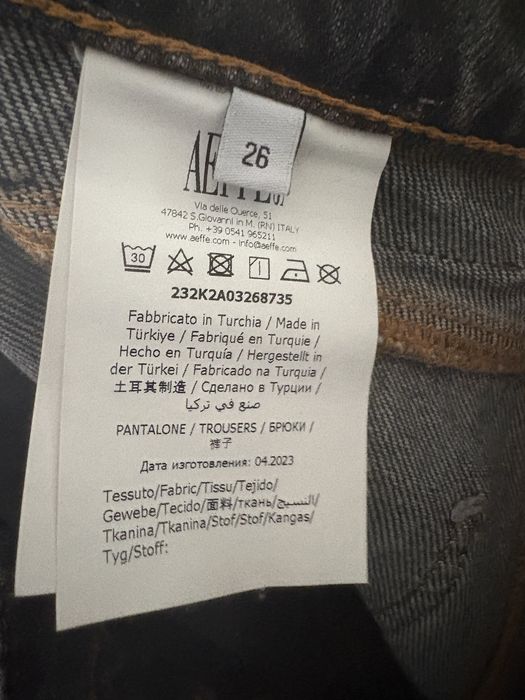 26
Via delle Querce, 51
47842 S.Giovanni in M. (RN) ITALY
Ph. +39 0541 965211
www.aeffe.com - info@aeffe.com
30
232K2A03268735
Fabbricato in Turchia / Made in
Türkiye / Fabriqué en Turquie /
Hecho en Turquía / Hergestellt in
der Türkei / Fabricado na Turquia /
土耳其制造 / Сделано в Турции /
صنع في تركيا
PANTALONE / TROUSERS / БРЮКИ /
裤子
Дата изготовления: 04.2023
Tessuto/Fabric/Tissu/Tejido/
Gewebe/Tecido/面料/ткань/النسيج/
Tkanina/Tkanina/Stof/Stof/Kangas/
Tyg/Stoff: